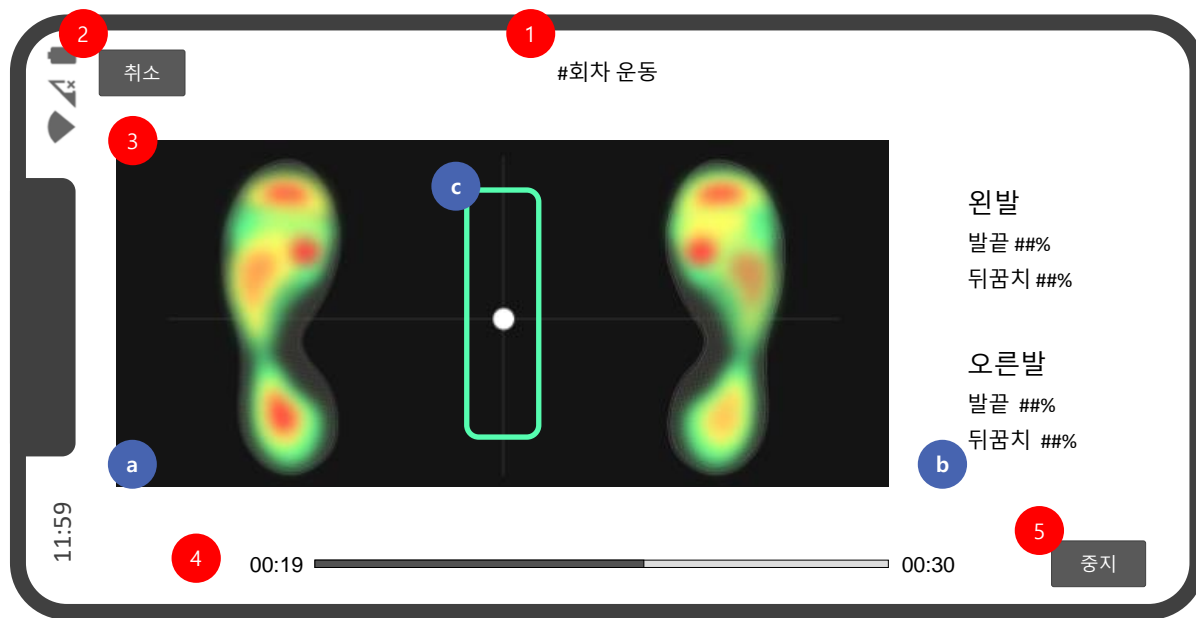 2
1
취소
#회차 운동
3
c
왼발
발끝 ##%
뒤꿈치 ##%
오른발
발끝 ##%
뒤꿈치 ##%
a
b
11:59
4
00:19
00:30
5
중지